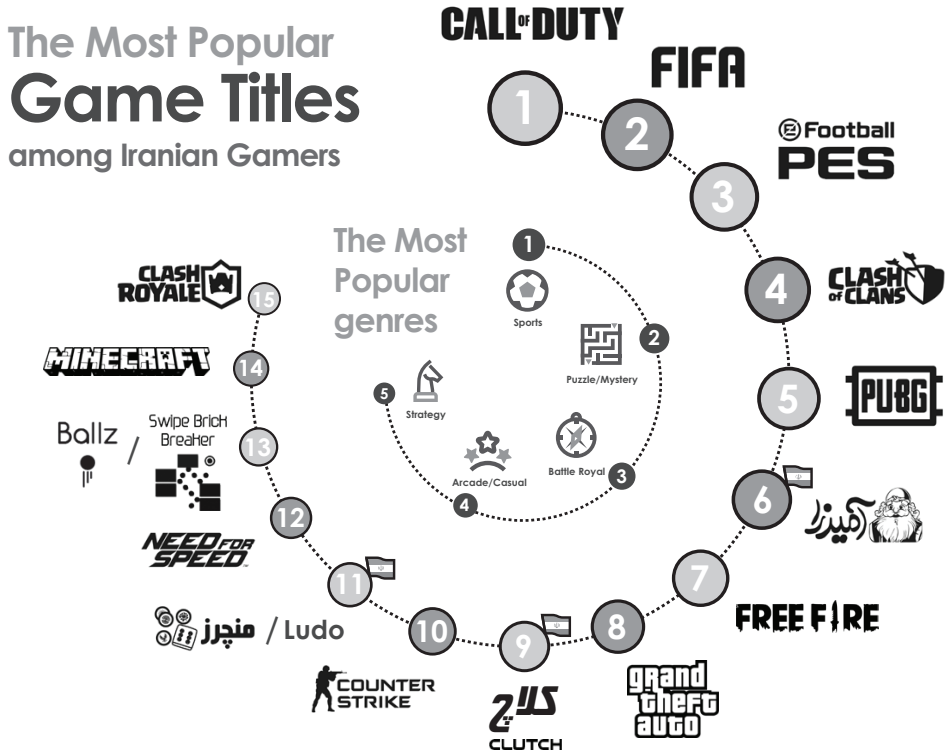 The Most Popular
Game Titles
among Iranian Gamers
1
CALL OF DUTY
2
FIFA
3
eFootball
PES
4
CLASH
OF CLANS
5
PUBG
6
آمیرزا
7
FREE FIRE
8
grand
theft
auto
9
کلاچ
CLUTCH
10
COUNTER
STRIKE
11
منچرز / Ludo
12
NEED FOR
SPEED
13
Ballz / Swipe Brick
Breaker
14
MINECRAFT
15
CLASH
ROYALE
The Most
Popular
genres
1
Sports
2
Puzzle/Mystery
3
Battle Royal
4
Arcade/Casual
5
Strategy